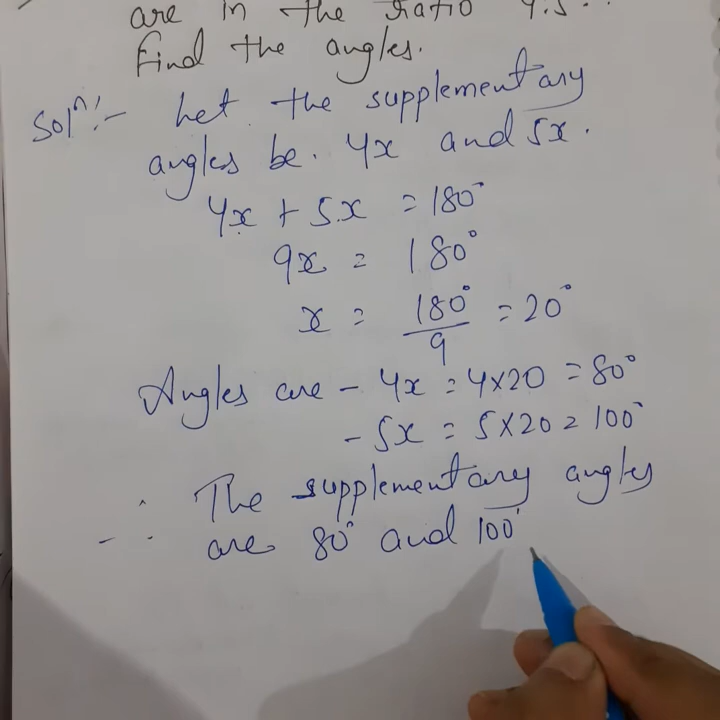 are in the ratio 4:5.
Find the angles.
Solⁿ:- Let the supplementary
angles be. 4x and 5x.
4x + 5x = 180°
9x = 180°
x = 180°/9 = 20°
Angles are - 4x = 4×20 = 80°
- 5x = 5×20 = 100°
∴ The supplementary angles
are 80° and 100°